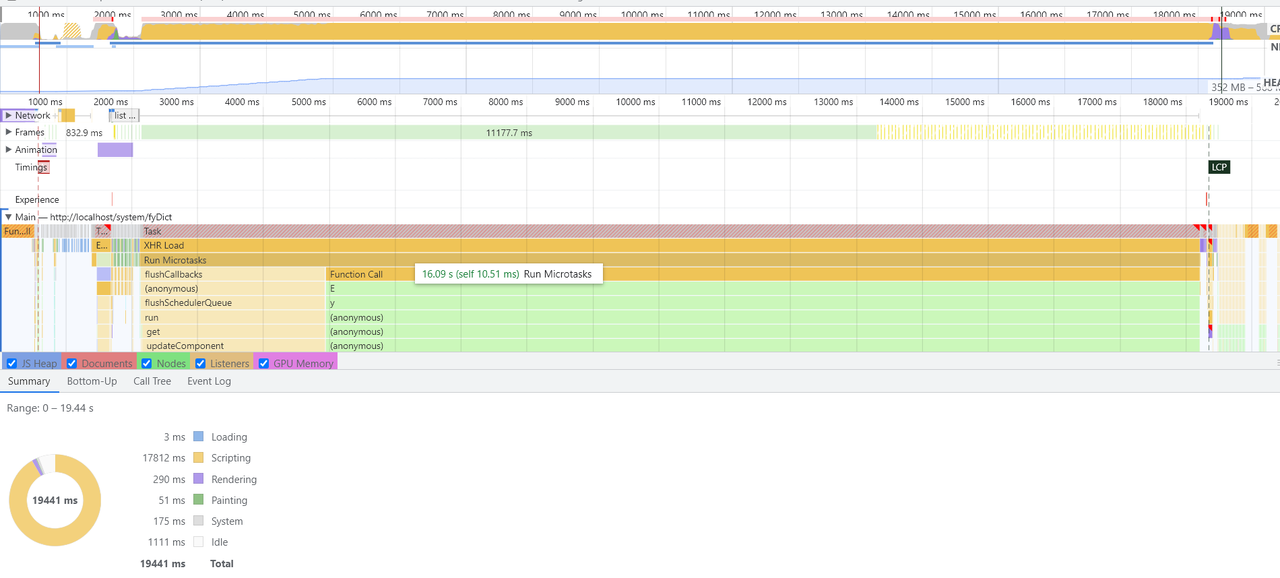 1000 ms 2000 ms 3000 ms 4000 ms 5000 ms 6000 ms 7000 ms 8000 ms 9000 ms 10000 ms 11000 ms 12000 ms 13000 ms 14000 ms 15000 ms 16000 ms 17000 ms 18000 ms 19000 ms
HEA
352 MB –
1000 ms 2000 ms 3000 ms 4000 ms 5000 ms 6000 ms 7000 ms 8000 ms 9000 ms 10000 ms 11000 ms 12000 ms 13000 ms 14000 ms 15000 ms 16000 ms 17000 ms 18000 ms 19000 ms
▶ Network list ...
▶ Frames 832.9 ms 11177.7 ms
▶ Animation
Timings LCP
Experience
▼ Main — http://localhost/system/fyDict
Fun...ll T... Task
E... XHR Load
Run Microtasks
flushCallbacks Function Call
16.09 s (self 10.51 ms) Run Microtasks
(anonymous) E
flushSchedulerQueue y
run (anonymous)
get (anonymous)
updateComponent (anonymous)
JS Heap Documents Nodes Listeners GPU Memory
Summary Bottom-Up Call Tree Event Log
Range: 0 – 19.44 s
3 ms Loading
17812 ms Scripting
290 ms Rendering
19441 ms
51 ms Painting
175 ms System
1111 ms Idle
19441 ms Total